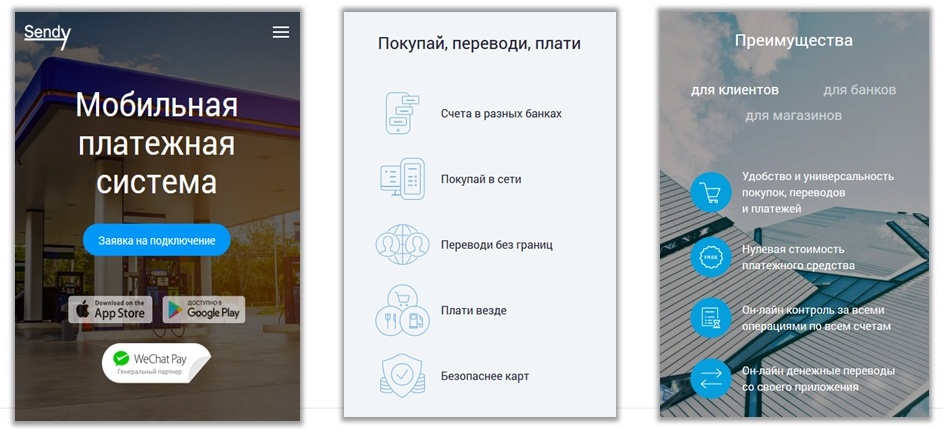 Sendy
Мобильная
платежная
система
Заявка на подключение
Download on the
App Store
ДОСТУПНО В
Google Play
WeChat Pay
Генеральный партнер
Покупай, переводи, плати
Счета в разных банках
Покупай в сети
Переводи без границ
Плати везде
Безопаснее карт
Преимущества
для клиентов
для банков
для магазинов
Удобство и универсальность
покупок, переводов
и платежей
FREE
Нулевая стоимость
платежного средства
Он-лайн контроль за всеми
операциями по всем счетам
Он-лайн денежные переводы
со своего приложения